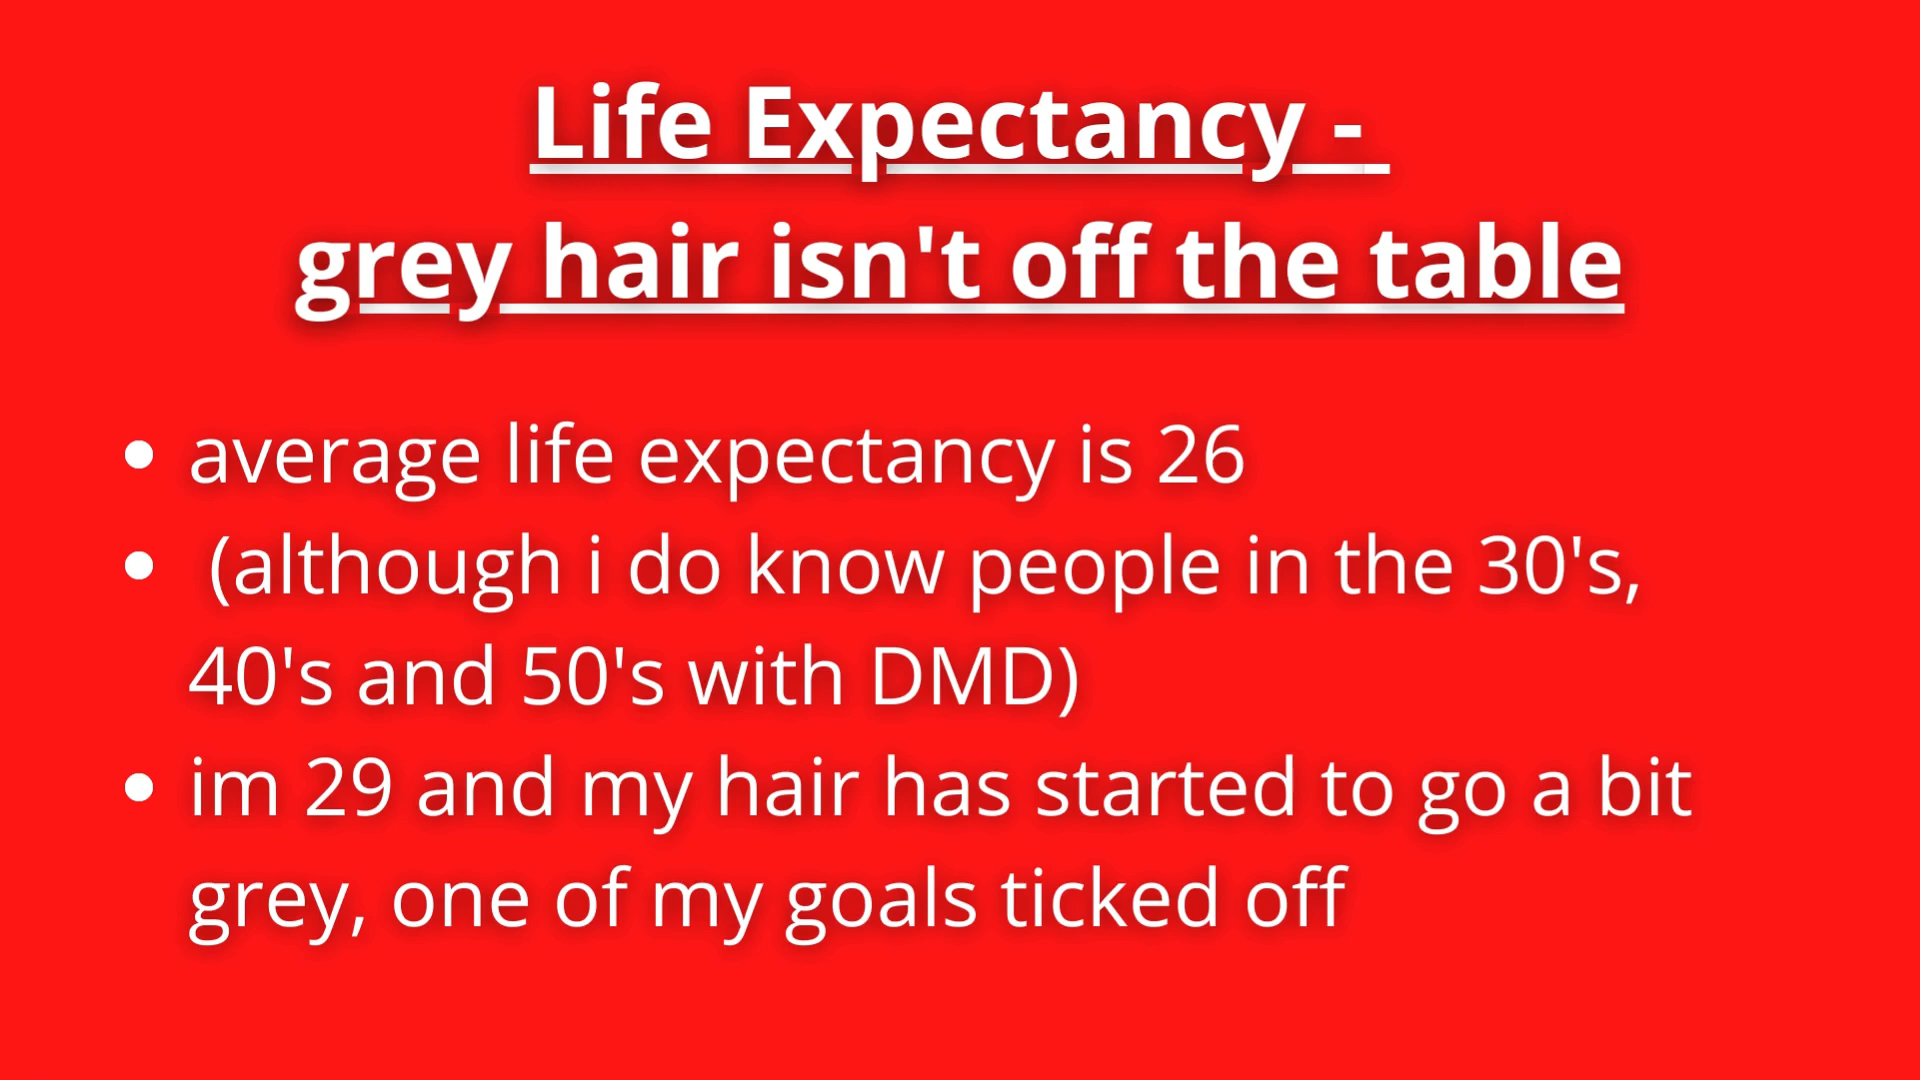 Life Expectancy -
grey hair isn't off the table
• average life expectancy is 26
• (although i do know people in the 30's,
40's and 50's with DMD)
• im 29 and my hair has started to go a bit
grey, one of my goals ticked off